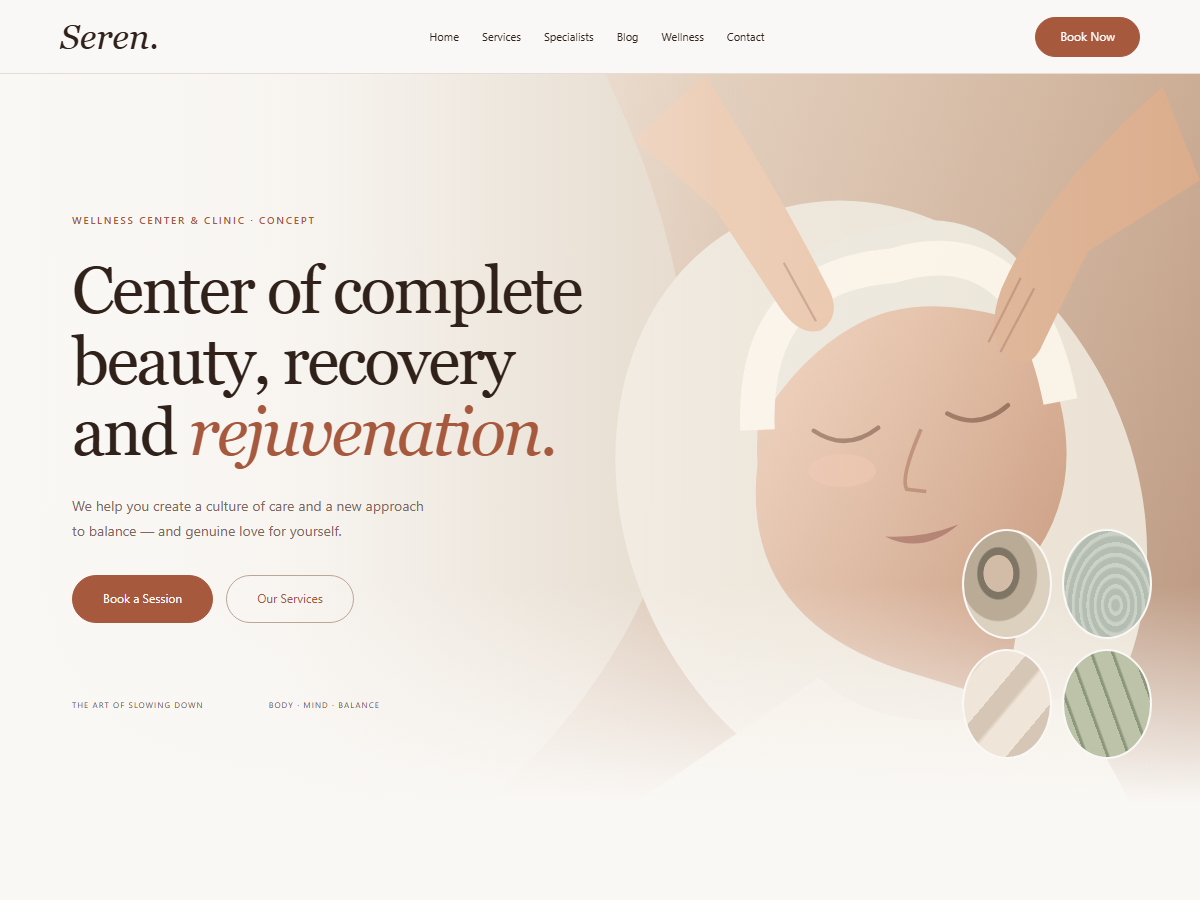 Seren.
Home Services Specialists Blog Wellness Contact
Book Now
WELLNESS CENTER & CLINIC · CONCEPT
Center of complete
beauty, recovery
and rejuvenation.
We help you create a culture of care and a new approach
to balance — and genuine love for yourself.
Book a Session Our Services
THE ART OF SLOWING DOWN BODY · MIND · BALANCE